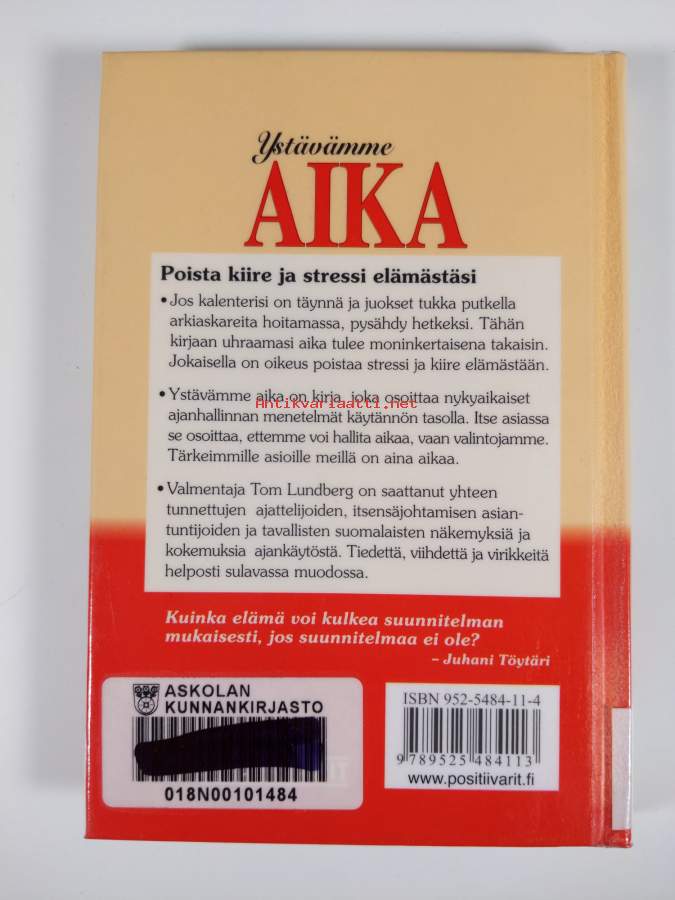 Ystävämme
AIKA
Poista kiire ja stressi elämästäsi
• Jos kalenterisi on täynnä ja juokset tukka putkella
arkiaskareita hoitamassa, pysähdy hetkeksi. Tähän
kirjaan uhraamasi aika tulee moninkertaisena takaisin.
Jokaisella on oikeus poistaa stressi ja kiire elämästään.
• Ystävämme aika on kirja, joka osoittaa nykyaikaiset
Antikvariaatti.net
ajanhallinnan menetelmät käytännön tasolla. Itse asiassa
se osoittaa, ettemme voi hallita aikaa, vaan valintojamme.
Tärkeimmille asioille meillä on aina aikaa.
• Valmentaja Tom Lundberg on saattanut yhteen
tunnettujen ajattelijoiden, itsensäjohtamisen asian-
tuntijoiden ja tavallisten suomalaisten näkemyksiä ja
kokemuksia ajankäytöstä. Tiedettä, viihdettä ja virikkeitä
helposti sulavassa muodossa.
Kuinka elämä voi kulkea suunnitelman
mukaisesti, jos suunnitelmaa ei ole?
– Juhani Töytäri
ASKOLAN
KUNNANKIRJASTO
018N00101484
ISBN 952-5484-11-4
9 789525 484113
www.positiivarit.fi